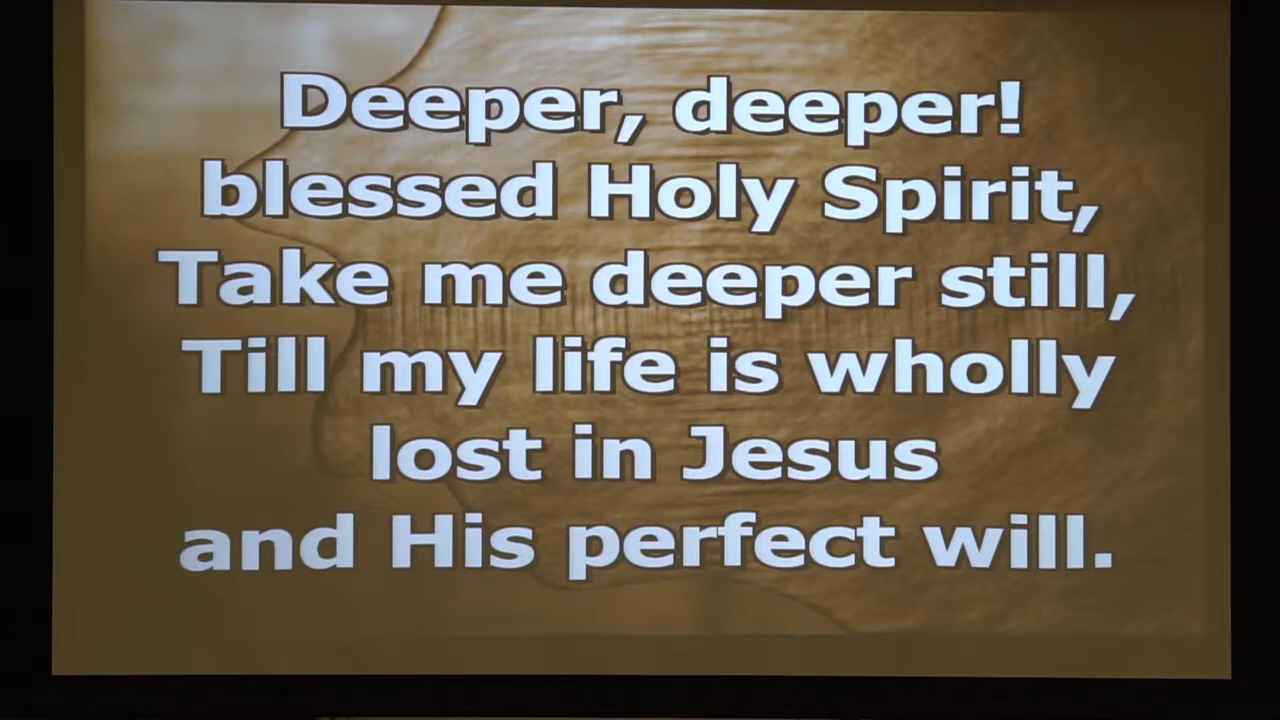 Deeper, deeper!
blessed Holy Spirit,
Take me deeper still,
Till my life is wholly
lost in Jesus
and His perfect will.